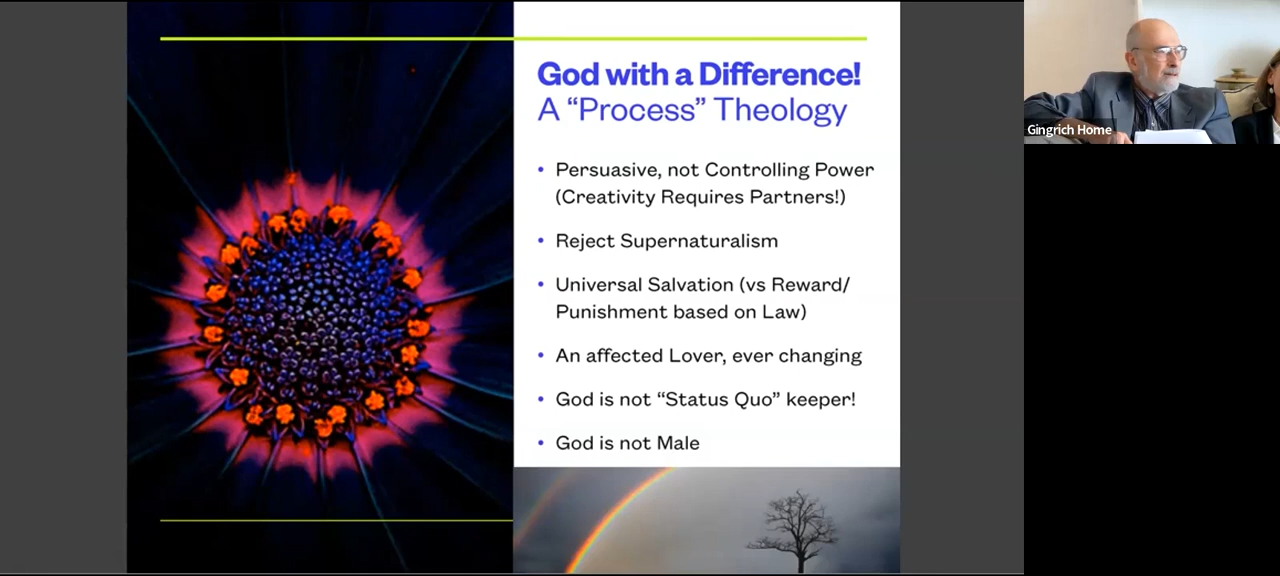 God with a Difference!
A “Process” Theology
• Persuasive, not Controlling Power
(Creativity Requires Partners!)
• Reject Supernaturalism
• Universal Salvation (vs Reward/
Punishment based on Law)
• An affected Lover, ever changing
• God is not “Status Quo” keeper!
• God is not Male
Gingrich Home